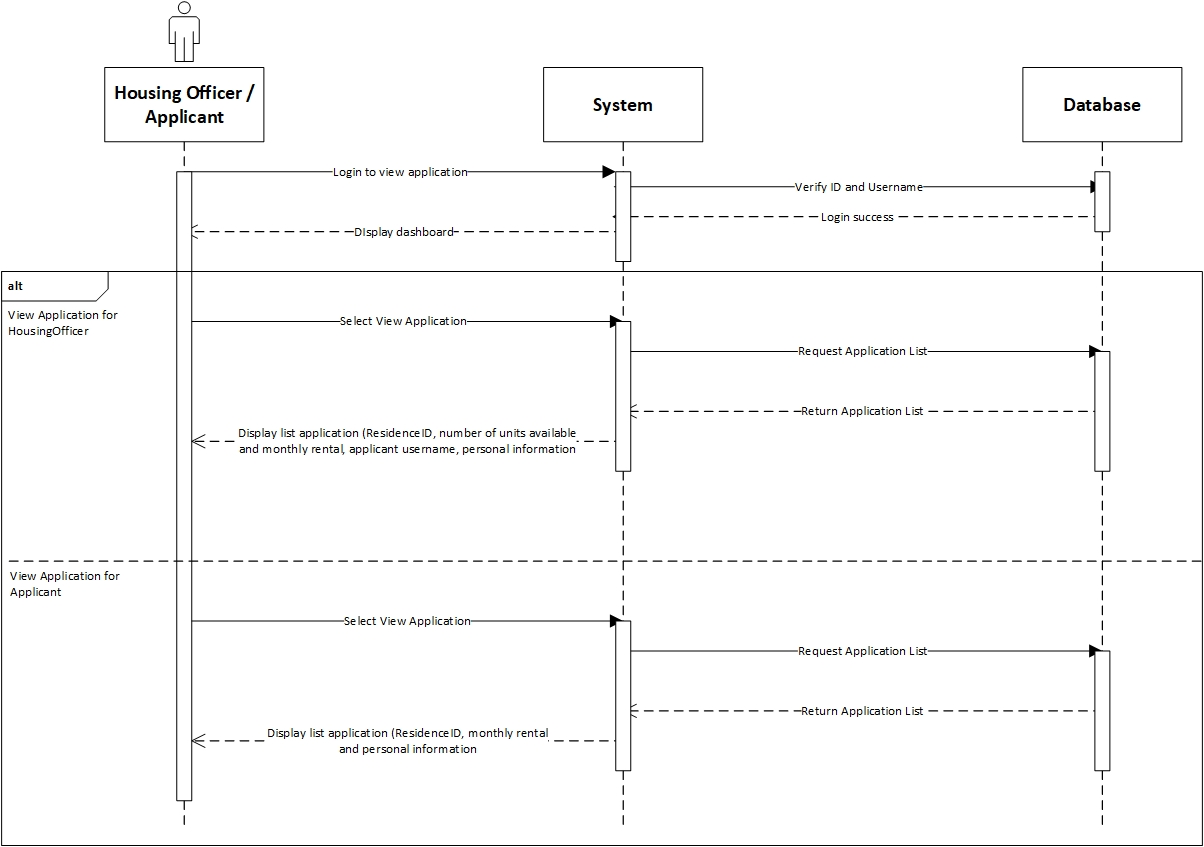 Housing Officer /
Applicant
System
Database
Login to view application
Verify ID and Username
Login success
DIsplay dashboard
alt
View Application for
HousingOfficer
Select View Application
Request Application List
Return Application List
Display list application (ResidenceID, number of units available
and monthly rental, applicant username, personal information
View Application for
Applicant
Select View Application
Request Application List
Return Application List
Display list application (ResidenceID, monthly rental
and personal information